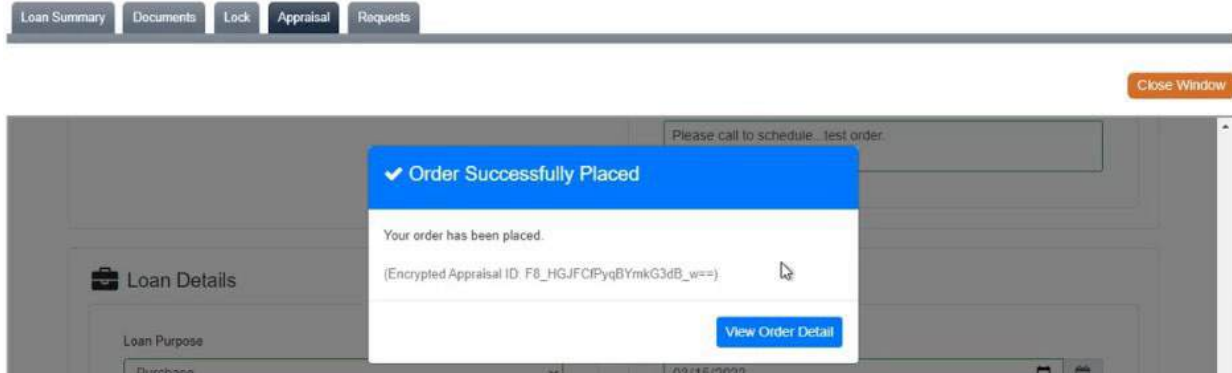 Loan Summary Documents Lock Appraisal Requests
Close Window
Please call to schedule...test order.
Order Successfully Placed
Your order has been placed.
(Encrypted Appraisal ID: F8_HGJFCfPyqBYmkG3dB_w==)
Loan Details
View Order Detail
Loan Purpose
Purchase 03/15/2023